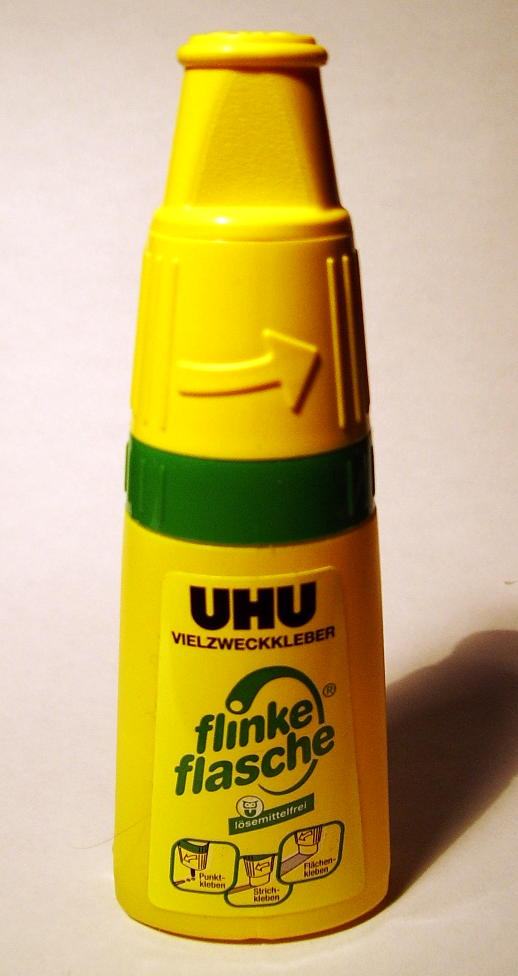 UHU
VIELZWECKKLEBER
flinke
flasche®
lösemittelfrei
Punkt-
kleben
Strich-
kleben
Flächen-
kleben